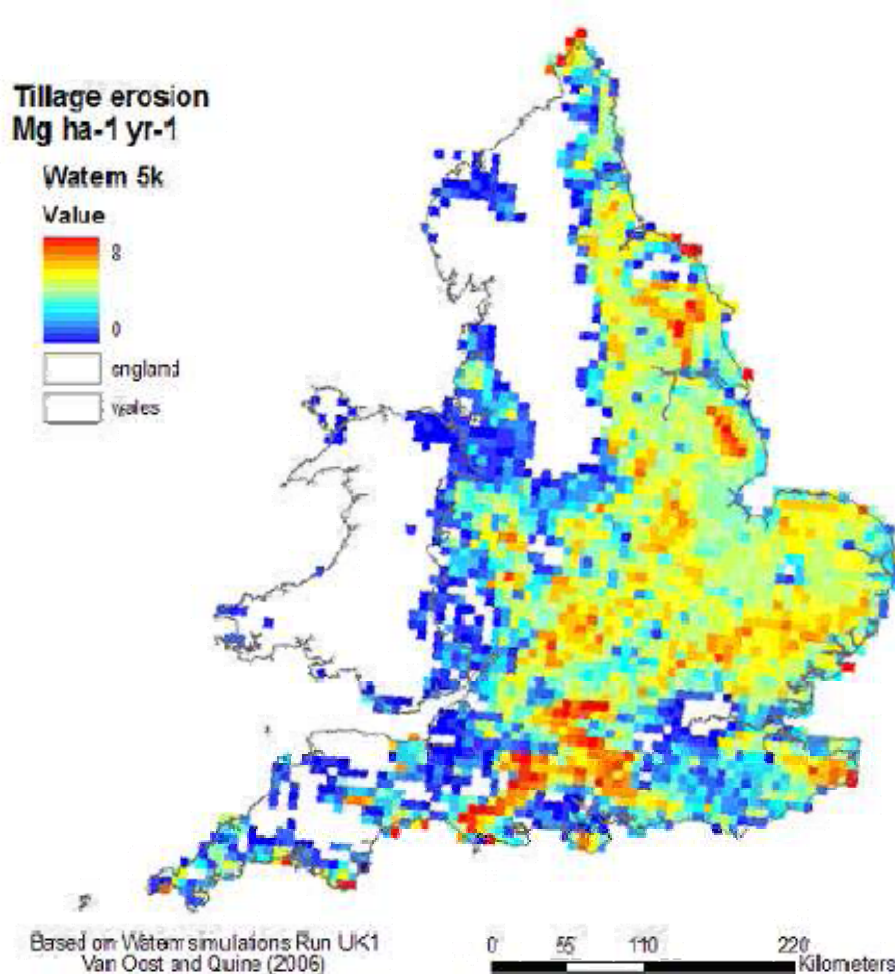 Tillage erosion
Mg ha-1 yr-1
Watem 5k
Value
8
0
england
wales
Based on Watem simulations Run UK1
Van Oost and Quine (2006)
0 55 110 220
Kilometers